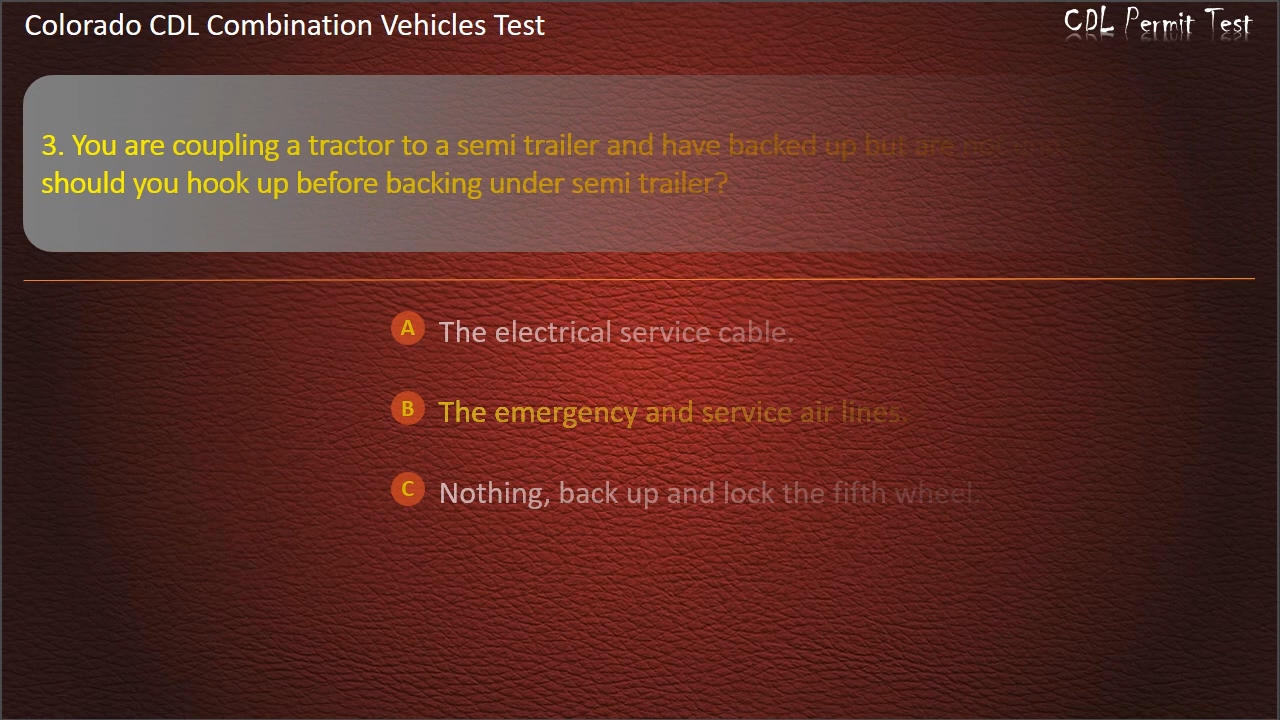 Colorado CDL Combination Vehicles Test
CDL Permit Test
3. You are coupling a tractor to a semi trailer and have backed up but are not
should you hook up before backing under semi trailer?
A The electrical service cable.
B The emergency and service air lines.
C Nothing, back up and lock the fifth wheel.